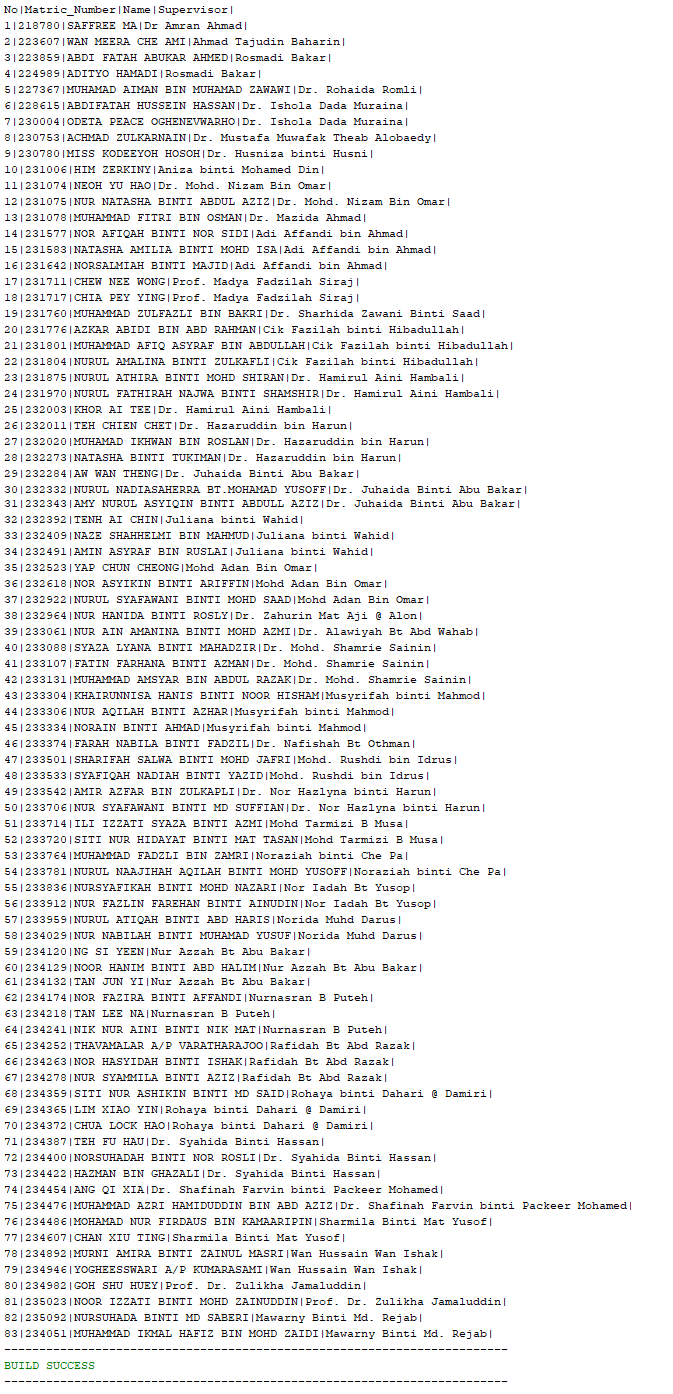 No|Matric_Number|Name|Supervisor|
1|218780|SAFFREE MA|Dr Amran Ahmad|
2|223607|WAN MEERA CHE AMI|Ahmad Tajudin Baharin|
3|223859|ABDI FATAH ABUKAR AHMED|Rosmadi Bakar|
4|224989|ADITYO HAMADI|Rosmadi Bakar|
5|227367|MUHAMAD AIMAN BIN MUHAMAD ZAWAWI|Dr. Rohaida Romli|
6|228615|ABDIFATAH HUSSEIN HASSAN|Dr. Ishola Dada Muraina|
7|230004|ODETA PEACE OGHENEVWARHO|Dr. Ishola Dada Muraina|
8|230753|ACHMAD ZULKARNAIN|Dr. Mustafa Muwafak Theab Alobaedy|
9|230780|MISS KODEEYOH HOSOH|Dr. Husniza binti Husni|
10|231006|HIM ZERKINY|Aniza binti Mohamed Din|
11|231074|NEOH YU HAO|Dr. Mohd. Nizam Bin Omar|
12|231075|NUR NATASHA BINTI ABDUL AZIZ|Dr. Mohd. Nizam Bin Omar|
13|231078|MUHAMMAD FITRI BIN OSMAN|Dr. Mazida Ahmad|
14|231577|NOR AFIQAH BINTI NOR SIDI|Adi Affandi bin Ahmad|
15|231583|NATASHA AMILIA BINTI MOHD ISA|Adi Affandi bin Ahmad|
16|231642|NORSALMIAH BINTI MAJID|Adi Affandi bin Ahmad|
17|231711|CHEW NEE WONG|Prof. Madya Fadzilah Siraj|
18|231717|CHIA PEY YING|Prof. Madya Fadzilah Siraj|
19|231760|MUHAMMAD ZULFAZLI BIN BAKRI|Dr. Sharhida Zawani Binti Saad|
20|231776|AZKAR ABIDI BIN ABD RAHMAN|Cik Fazilah binti Hibadullah|
21|231801|MUHAMMAD AFIQ ASYRAF BIN ABDULLAH|Cik Fazilah binti Hibadullah|
22|231804|NURUL AMALINA BINTI ZULKAFLI|Cik Fazilah binti Hibadullah|
23|231875|NURUL ATHIRA BINTI MOHD SHIRAN|Dr. Hamirul Aini Hambali|
24|231970|NURUL FATHIRAH NAJWA BINTI SHAMSHIR|Dr. Hamirul Aini Hambali|
25|232003|KHOR AI TEE|Dr. Hamirul Aini Hambali|
26|232011|TEH CHIEN CHET|Dr. Hazaruddin bin Harun|
27|232020|MUHAMAD IKHWAN BIN ROSLAN|Dr. Hazaruddin bin Harun|
28|232273|NATASHA BINTI TUKIMAN|Dr. Hazaruddin bin Harun|
29|232284|AW WAN THENG|Dr. Juhaida Binti Abu Bakar|
30|232332|NURUL NADIASAHERRA BT.MOHAMAD YUSOFF|Dr. Juhaida Binti Abu Bakar|
31|232343|AMY NURUL ASYIQIN BINTI ABDULL AZIZ|Dr. Juhaida Binti Abu Bakar|
32|232392|TENH AI CHIN|Juliana binti Wahid|
33|232409|NAZE SHAHHELMI BIN MAHMUD|Juliana binti Wahid|
34|232491|AMIN ASYRAF BIN RUSLAI|Juliana binti Wahid|
35|232523|YAP CHUN CHEONG|Mohd Adan Bin Omar|
36|232618|NOR ASYIKIN BINTI ARIFFIN|Mohd Adan Bin Omar|
37|232922|NURUL SYAFAWANI BINTI MOHD SAAD|Mohd Adan Bin Omar|
38|232964|NUR HANIDA BINTI ROSLY|Dr. Zahurin Mat Aji @ Alon|
39|233061|NUR AIN AMANINA BINTI MOHD AZMI|Dr. Alawiyah Bt Abd Wahab|
40|233088|SYAZA LYANA BINTI MAHADZIR|Dr. Mohd. Shamrie Sainin|
41|233107|FATIN FARHANA BINTI AZMAN|Dr. Mohd. Shamrie Sainin|
42|233131|MUHAMAD AMSYAR BIN ABDUL RAZAK|Dr. Mohd. Shamrie Sainin|
43|233304|KHAIRUNNISA HANIS BINTI NOOR HISHAM|Musyrifah binti Mahmod|
44|233306|NUR AQILAH BINTI AZHAR|Musyrifah binti Mahmod|
45|233334|NORAIN BINTI AHMAD|Musyrifah binti Mahmod|
46|233374|FARAH NABILA BINTI FADZIL|Dr. Nafishah Bt Othman|
47|233501|SHARIFAH SALWA BINTI MOHD JAFRI|Mohd. Rushdi bin Idrus|
48|233533|SYAFIQAH NADIAH BINTI YAZID|Mohd. Rushdi bin Idrus|
49|233542|AMIR AZFAR BIN ZULKAPLI|Dr. Nor Hazlyna binti Harun|
50|233706|NUR SYAFAWANI BINTI MD SUFFIAN|Dr. Nor Hazlyna binti Harun|
51|233714|ILI IZZATI SYAZA BINTI AZMI|Mohd Tarmizi B Musa|
52|233720|SITI NUR HIDAYAT BINTI MAT TASAN|Mohd Tarmizi B Musa|
53|233764|MUHAMMAD FADZLI BIN ZAMRI|Noraziah binti Che Pa|
54|233781|NURUL NAAJIHAH AQILAH BINTI MOHD YUSOFF|Noraziah binti Che Pa|
55|233836|NURSYAFIKAH BINTI MOHD NAZARI|Nor Iadah Bt Yusop|
56|233912|NUR FAZLIN FAREHAN BINTI AINUDIN|Nor Iadah Bt Yusop|
57|233959|NURUL ATIQAH BINTI ABD HARIS|Norida Muhd Darus|
58|234029|NUR NABILAH BINTI MUHAMAD YUSUF|Norida Muhd Darus|
59|234120|NG SI YEEN|Nur Azzah Bt Abu Bakar|
60|234129|NOOR HANIM BINTI ABD HALIM|Nur Azzah Bt Abu Bakar|
61|234132|TAN JUN YI|Nur Azzah Bt Abu Bakar|
62|234174|NOR FAZIRA BINTI AFFANDI|Nurnasran B Puteh|
63|234218|TAN LEE NA|Nurnasran B Puteh|
64|234241|NIK NUR AINI BINTI NIK MAT|Nurnasran B Puteh|
65|234252|THAVAMALAR A/P VARATHARAJOO|Rafidah Bt Abd Razak|
66|234263|NOR HASYIDAH BINTI ISHAK|Rafidah Bt Abd Razak|
67|234278|NUR SYAMMILA BINTI AZIZ|Rafidah Bt Abd Razak|
68|234359|SITI NUR ASHIKIN BINTI MD SAID|Rohaya binti Dahari @ Damiri|
69|234365|LIM XIAO YIN|Rohaya binti Dahari @ Damiri|
70|234372|CHUA LOCK HAO|Rohaya binti Dahari @ Damiri|
71|234387|TEH FU HAU|Dr. Syahida Binti Hassan|
72|234400|NORSUHADAH BINTI NOR ROSLI|Dr. Syahida Binti Hassan|
73|234422|HAZMAN BIN GHAZALI|Dr. Syahida Binti Hassan|
74|234454|ANG QI XIA|Dr. Shafinah Farvin binti Packeer Mohamed|
75|234476|MUHAMMAD AZRI HAMIDUDDIN BIN ABD AZIZ|Dr. Shafinah Farvin binti Packeer Mohamed|
76|234486|MOHAMAD NUR FIRDAUS BIN KAMAARIPIN|Sharmila Binti Mat Yusof|
77|234607|CHAN XIU TING|Sharmila Binti Mat Yusof|
78|234892|MURNI AMIRA BINTI ZAINUL MASRI|Wan Hussain Wan Ishak|
79|234946|YOGHEESSWARI A/P KUMARASAMI|Wan Hussain Wan Ishak|
80|234982|GOH SHU HUEY|Prof. Dr. Zulikha Jamaluddin|
81|235023|NOOR IZZATI BINTI MOHD ZAINUDDIN|Prof. Dr. Zulikha Jamaluddin|
82|235092|NURSUHADA BINTI MD SABERI|Mawarny Binti Md. Rejab|
83|234051|MUHAMMAD IKMAL HAFIZ BIN MOHD ZAIDI|Mawarny Binti Md. Rejab|
------------------------------------------------------------------------
BUILD SUCCESS
------------------------------------------------------------------------